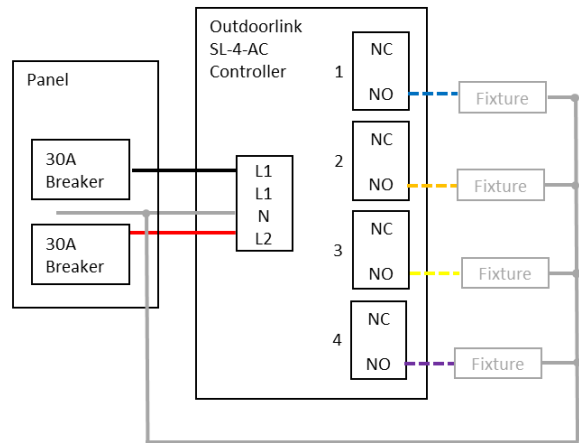 Outdoorlink
SL-4-AC
Controller
Panel
30A
Breaker
30A
Breaker
L1
L1
N
L2
1
NC
NO
Fixture
2
NC
NO
Fixture
3
NC
NO
Fixture
4
NC
NO
Fixture